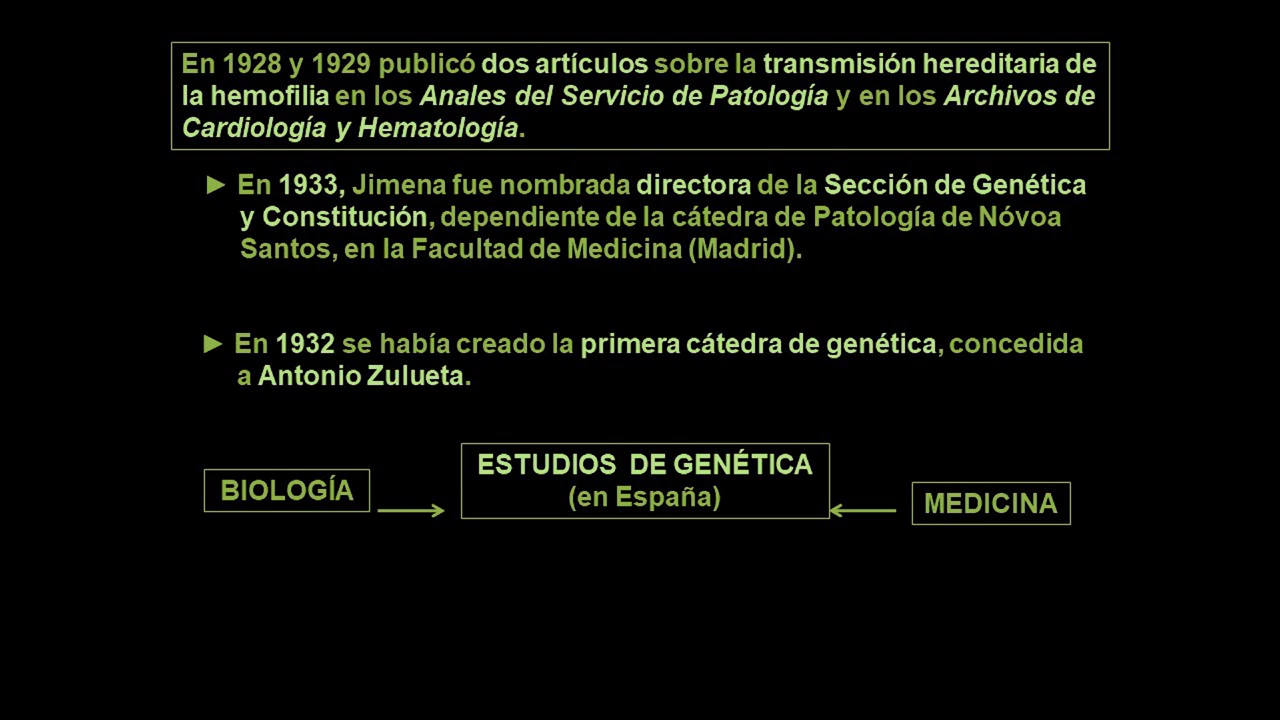 En 1928 y 1929 publicó dos artículos sobre la transmisión hereditaria de
la hemofilia en los Anales del Servicio de Patología y en los Archivos de
Cardiología y Hematología.
► En 1933, Jimena fue nombrada directora de la Sección de Genética
y Constitución, dependiente de la cátedra de Patología de Nóvoa
Santos, en la Facultad de Medicina (Madrid).
► En 1932 se había creado la primera cátedra de genética, concedida
a Antonio Zulueta.
ESTUDIOS DE GENÉTICA
(en España)
BIOLOGÍA
MEDICINA